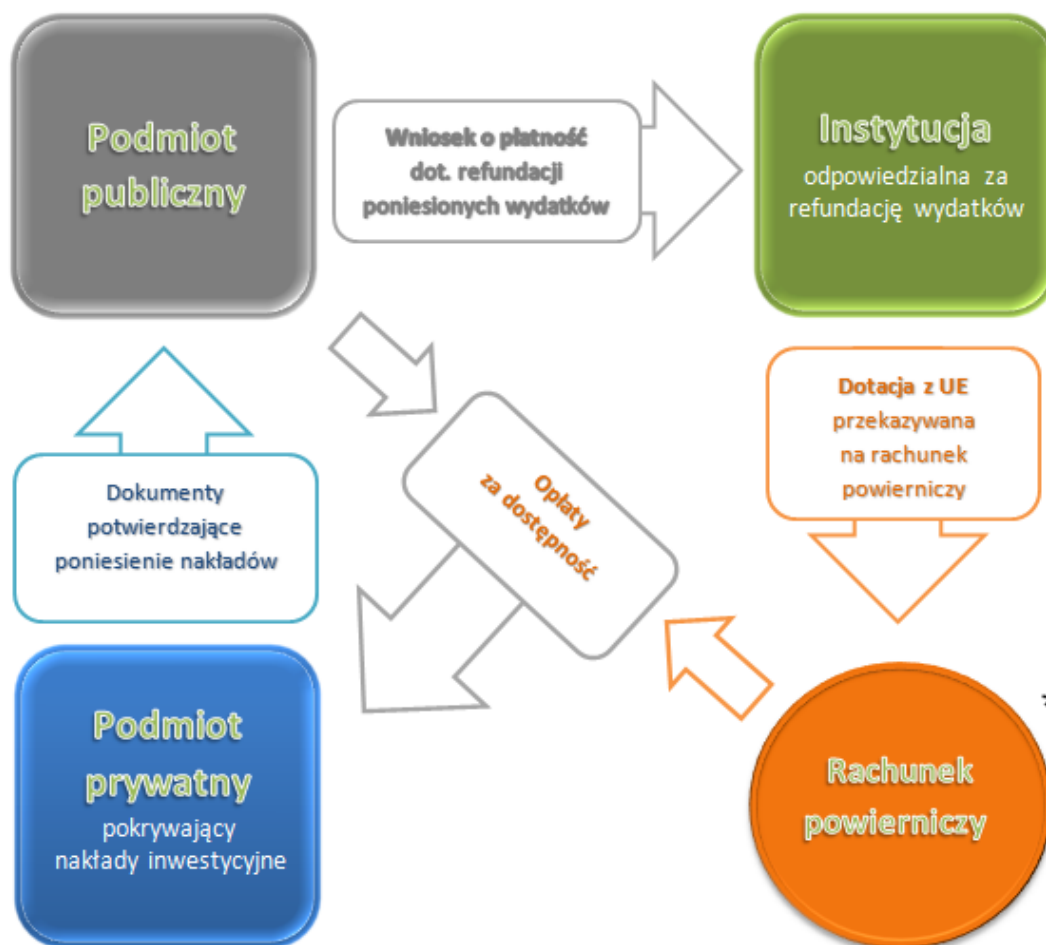 Podmiot
publiczny
Wniosek o płatność
dot. refundacji
poniesionych wydatków
Instytucja
odpowiedzialna za
refundację wydatków
Dotacja z UE
przekazywana
na rachunek
powierniczy
Opłaty
za dostępność
Dokumenty
potwierdzające
poniesienie nakładów
Podmiot
prywatny
pokrywający
nakłady inwestycyjne
*
Rachunek
powierniczy